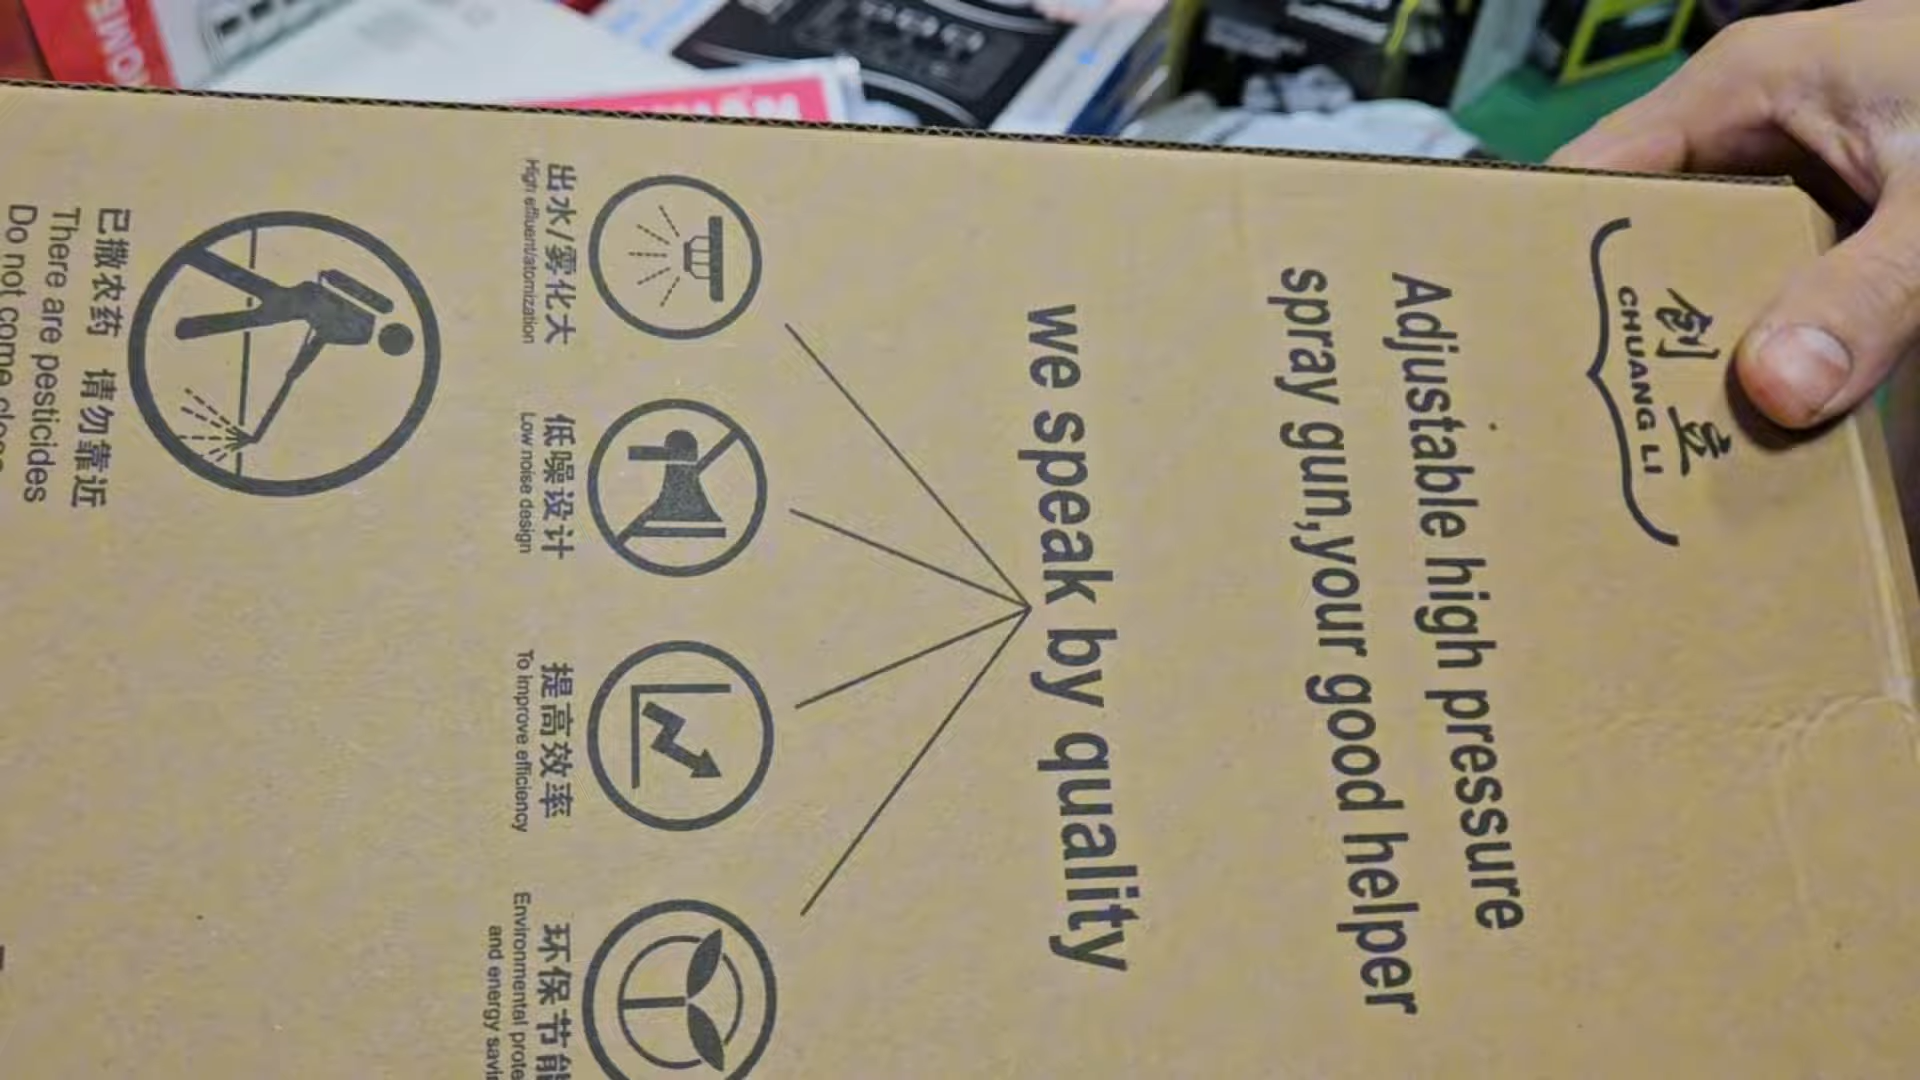 创立
CHUANG LI
Adjustable high pressure
spray gun,your good helper
we speak by quality
出水/雾化大
High effluent/atomization
低噪设计
Low noise design
提高效率
To improve efficiency
环保节能
Environmental prote
and energy savi
已撒农药 请勿靠近
There are pesticides
Do not come close
HOME